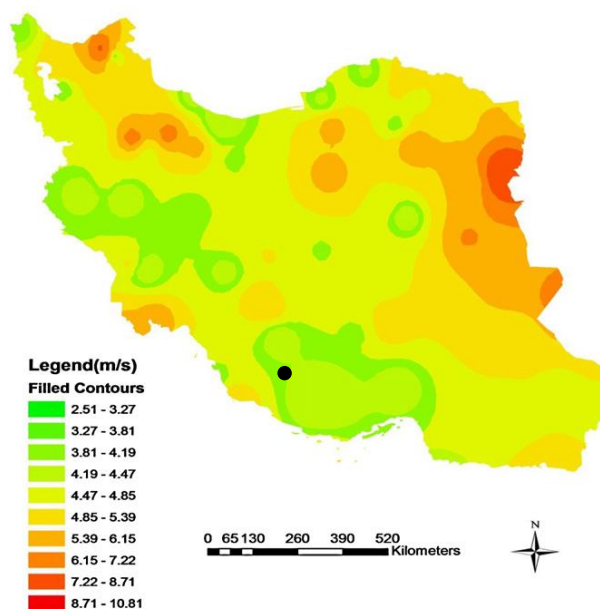 Legend(m/s)
Filled Contours
2.51 - 3.27
3.27 - 3.81
3.81 - 4.19
4.19 - 4.47
4.47 - 4.85
4.85 - 5.39
5.39 - 6.15
6.15 - 7.22
7.22 - 8.71
8.71 - 10.81
0 65 130 260 390 520
Kilometers
N